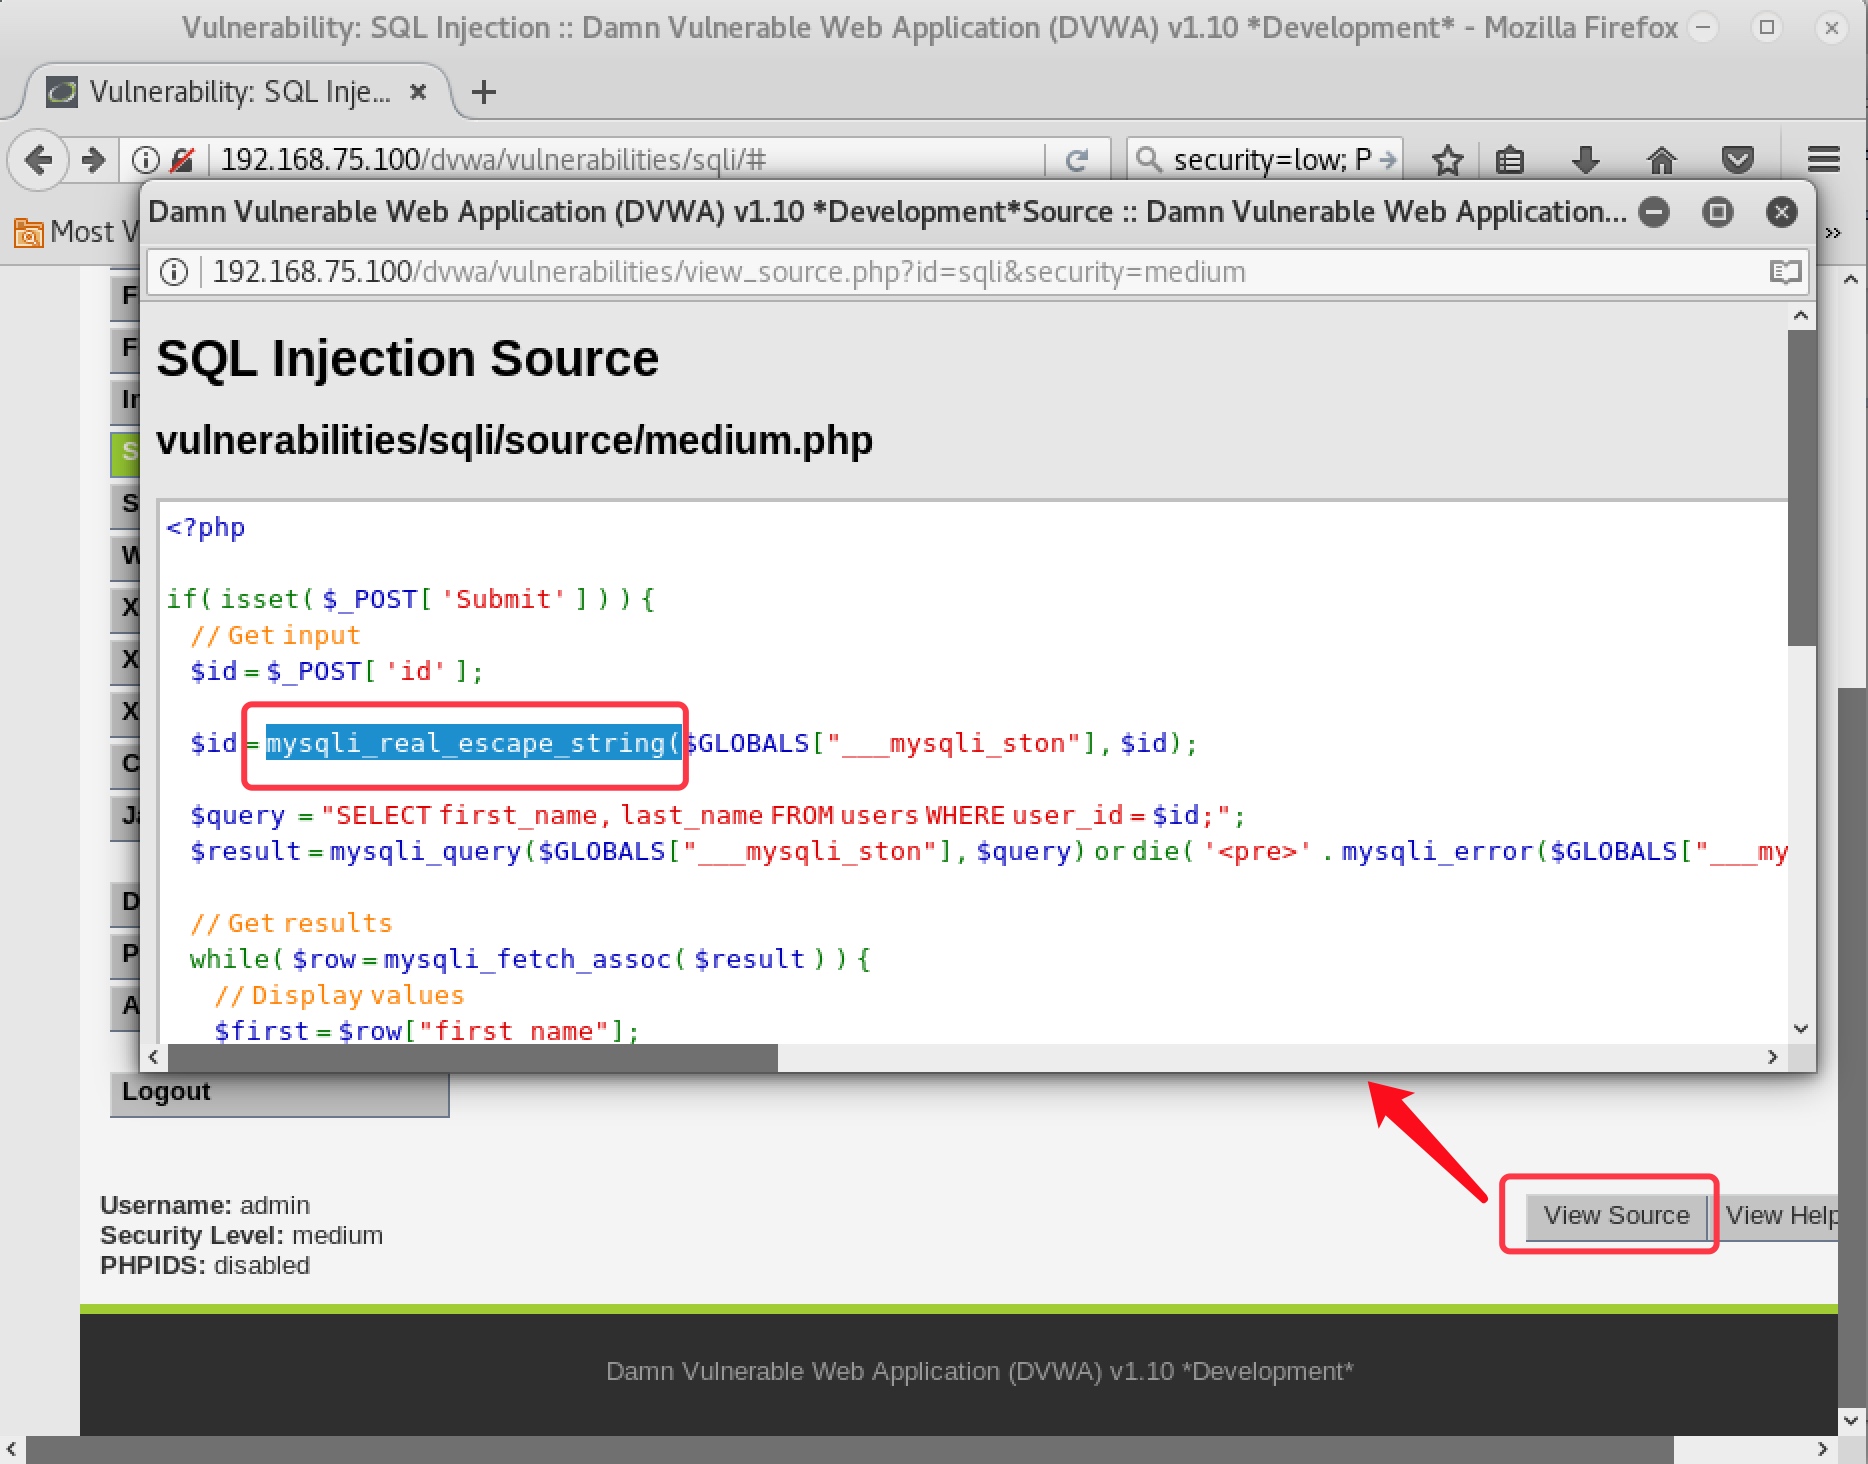 Vulnerability: SQL Injection :: Damn Vulnerable Web Application (DVWA) v1.10 *Development* - Mozilla Firefox
Vulnerability: SQL Inje...
192.168.75.100/dvwa/vulnerabilities/sqli/#
security=low; P
Most V
Damn Vulnerable Web Application (DVWA) v1.10 *Development*Source :: Damn Vulnerable Web Application...
192.168.75.100/dvwa/vulnerabilities/view_source.php?id=sqli&security=medium
SQL Injection Source
vulnerabilities/sqli/source/medium.php
<?php
if( isset( $_POST[ 'Submit' ] ) ) {
// Get input
$id = $_POST[ 'id' ];
$id = mysqli_real_escape_string($GLOBALS["___mysqli_ston"], $id);
$query = "SELECT first_name, last_name FROM users WHERE user_id = $id;";
$result = mysqli_query($GLOBALS["___mysqli_ston"], $query) or die( '<pre>' . mysqli_error($GLOBALS["___my
// Get results
while( $row = mysqli_fetch_assoc( $result ) ) {
// Display values
$first = $row["first_name"];
F
F
In
S
S
W
X
X
X
C
Ja
D
P
A
Logout
Username: admin
Security Level: medium
PHPIDS: disabled
View Source
View Help
Damn Vulnerable Web Application (DVWA) v1.10 *Development*